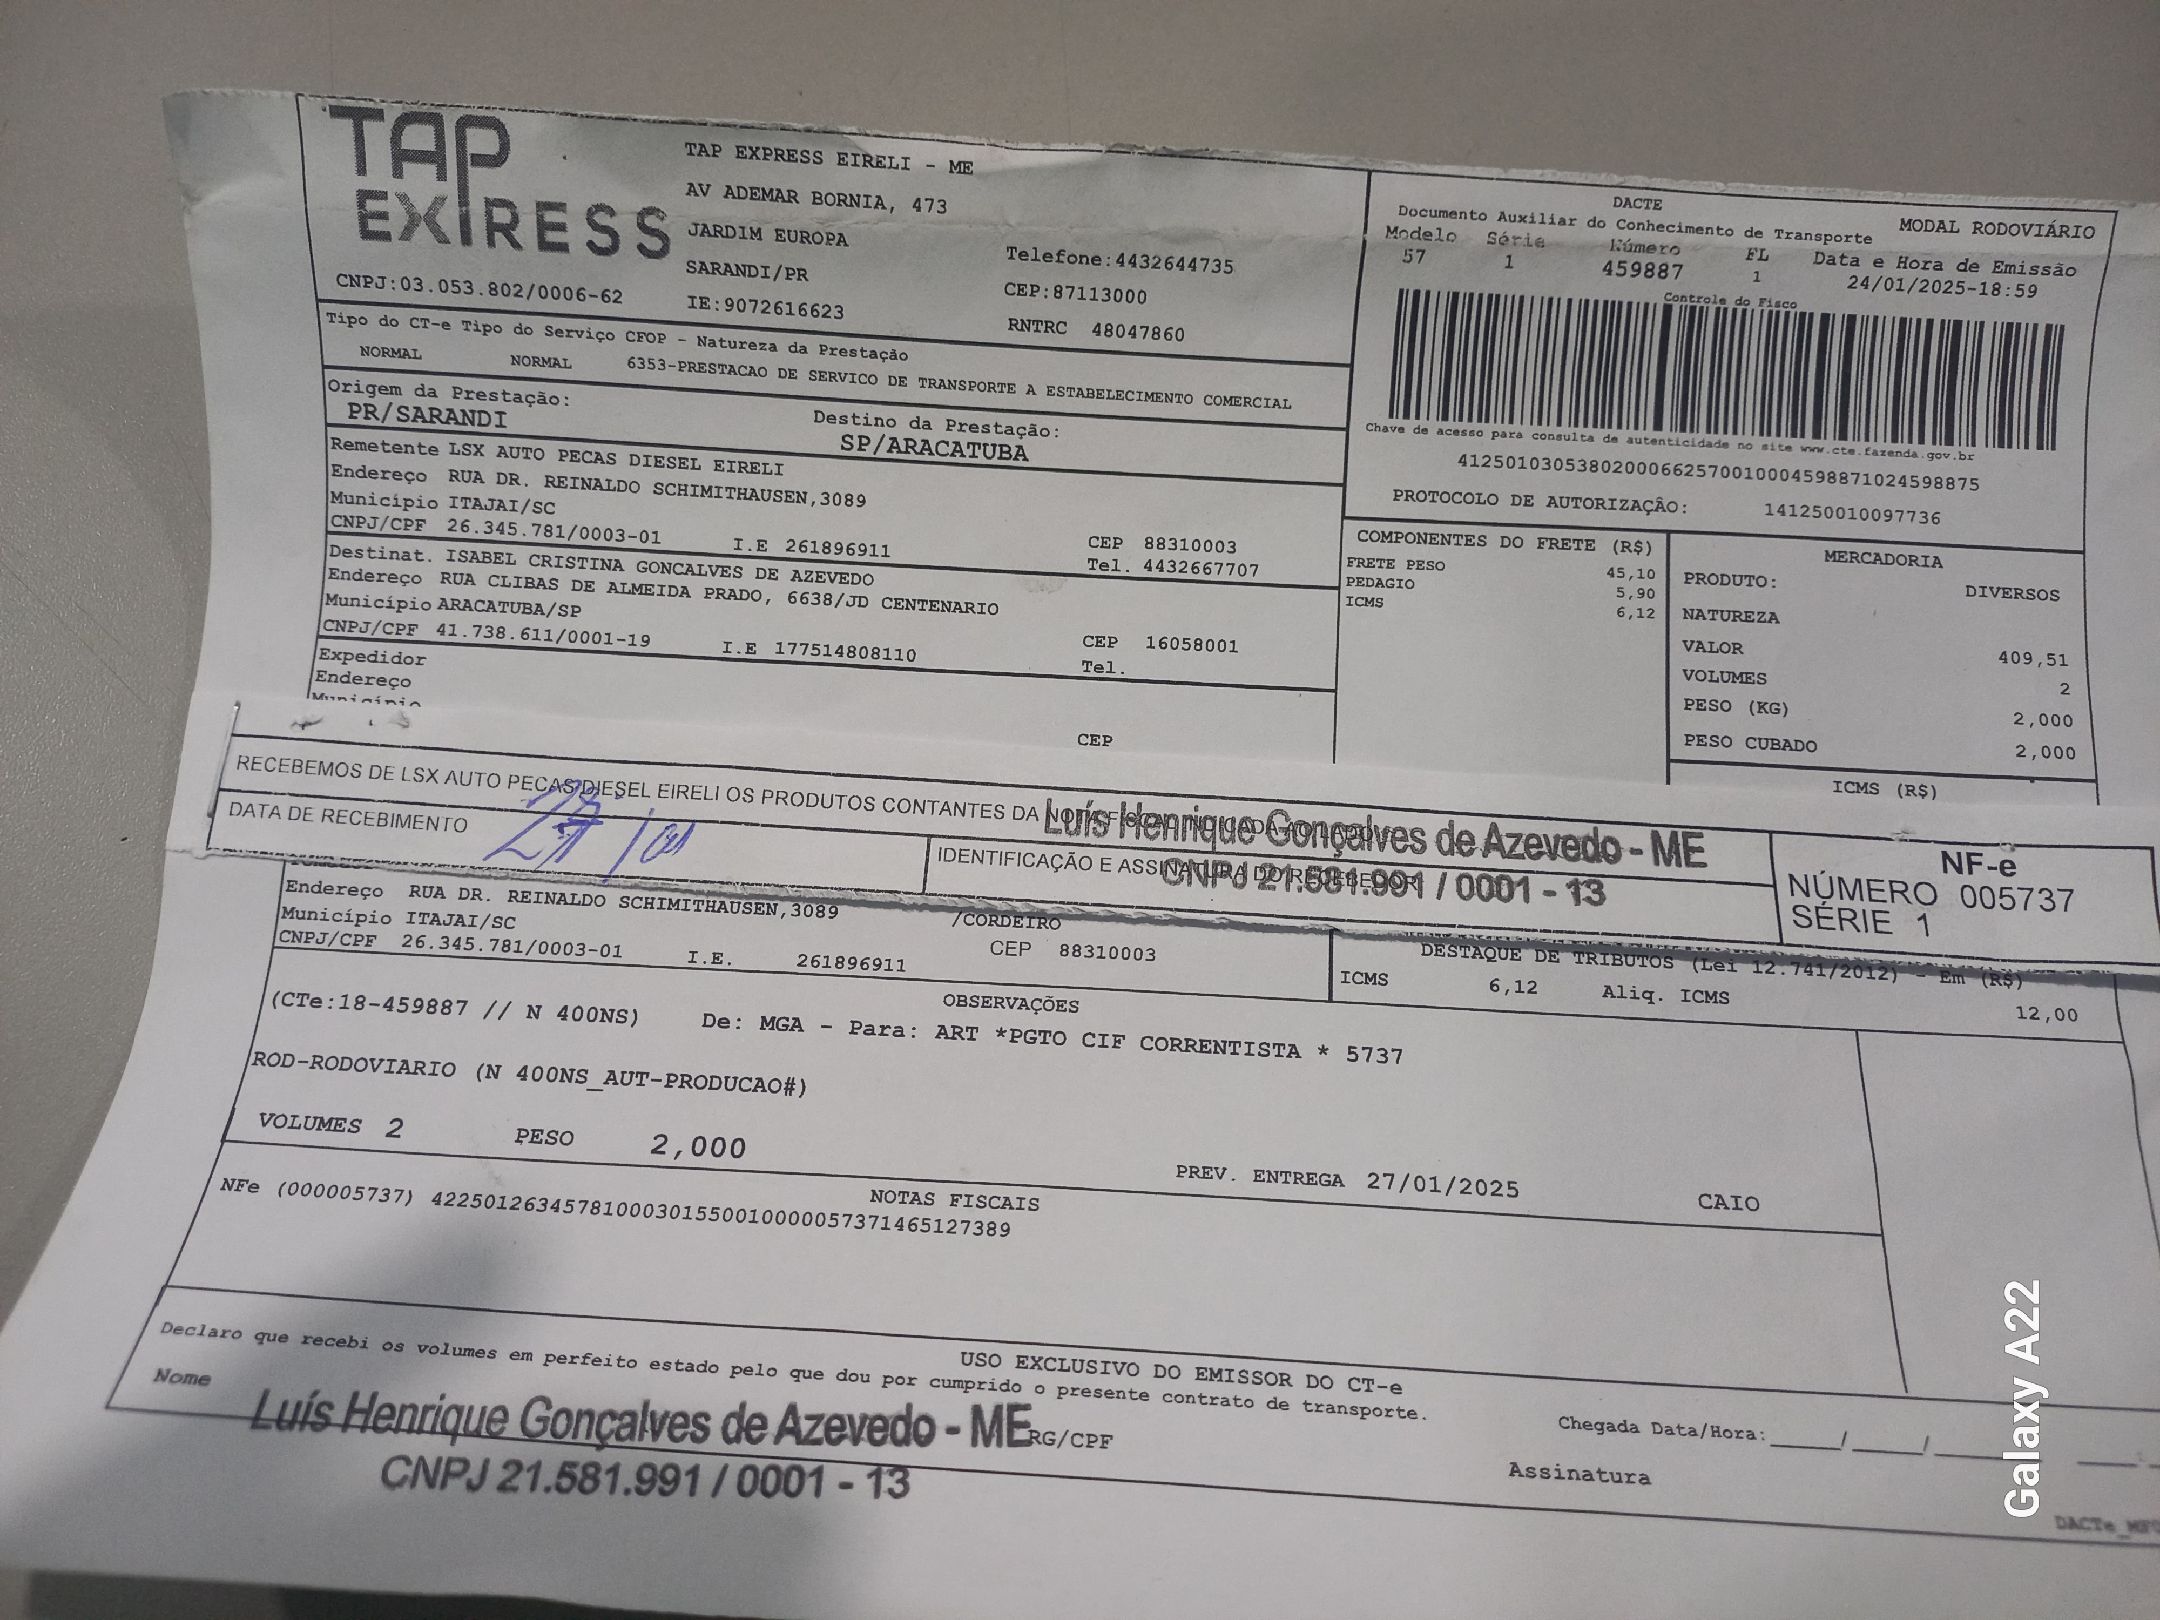 TAP
EXPRESS
TAP EXPRESS EIRELI - ME
AV ADEMAR BORNIA, 473
JARDIM EUROPA
SARANDI/PR
Telefone:4432644735
CEP:87113000
CNPJ:03.053.802/0006-62
IE:9072616623
RNTRC 48047860
DACTE
Documento Auxiliar do Conhecimento de Transporte
MODAL RODOVIÁRIO
Modelo Série Número FL Data e Hora de Emissão
57 1 459887 1 24/01/2025-18:59
Controle do Fisco
Chave de acesso para consulta de autenticidade no site www.cte.fazenda.gov.br
41250103053802000662570010004598871024598875
PROTOCOLO DE AUTORIZAÇÃO: 141250010097736
Tipo do CT-e Tipo do Serviço CFOP - Natureza da Prestação
NORMAL NORMAL 6353-PRESTACAO DE SERVICO DE TRANSPORTE A ESTABELECIMENTO COMERCIAL
Origem da Prestação: Destino da Prestação:
PR/SARANDI SP/ARACATUBA
Remetente LSX AUTO PECAS DIESEL EIRELI
Endereço RUA DR. REINALDO SCHIMITHAUSEN,3089
Município ITAJAI/SC CEP 88310003
CNPJ/CPF 26.345.781/0003-01 I.E 261896911 Tel. 4432667707
Destinat. ISABEL CRISTINA GONCALVES DE AZEVEDO
Endereço RUA CLIBAS DE ALMEIDA PRADO, 6638/JD CENTENARIO
Município ARACATUBA/SP CEP 16058001
CNPJ/CPF 41.738.611/0001-19 I.E 177514808110 Tel.
Expedidor
Endereço
Município CEP
COMPONENTES DO FRETE (R$)
FRETE PESO 45,10
PEDAGIO 5,90
ICMS 6,12
MERCADORIA
PRODUTO: DIVERSOS
NATUREZA
VALOR 409,51
VOLUMES 2
PESO (KG) 2,000
PESO CUBADO 2,000
ICMS (R$)
RECEBEMOS DE LSX AUTO PECAS DIESEL EIRELI OS PRODUTOS CONTANTES DA
DATA DE RECEBIMENTO
IDENTIFICAÇÃO E ASSINATURA DO RECEBEDOR
Luís Henrique Gonçalves de Azevedo - ME
CNPJ 21.581.991 / 0001 - 13
NF-e
NÚMERO 005737
SÉRIE 1
Endereço RUA DR. REINALDO SCHIMITHAUSEN,3089 /CORDEIRO
Município ITAJAI/SC CEP 88310003
CNPJ/CPF 26.345.781/0003-01 I.E. 261896911
DESTAQUE DE TRIBUTOS (Lei 12.741/2012) - Em (R$)
ICMS 6,12 Aliq. ICMS 12,00
OBSERVAÇÕES
(CTe:18-459887 // N 400NS) De: MGA - Para: ART *PGTO CIF CORRENTISTA * 5737
ROD-RODOVIARIO (N 400NS_AUT-PRODUCAO#)
VOLUMES 2 PESO 2,000 PREV. ENTREGA 27/01/2025 CAIO
NOTAS FISCAIS
NFe (000005737) 42250126345781000301550010000057371465127389
USO EXCLUSIVO DO EMISSOR DO CT-e
Declaro que recebi os volumes em perfeito estado pelo que dou por cumprido o presente contrato de transporte.
Nome RG/CPF Chegada Data/Hora:
Luís Henrique Gonçalves de Azevedo - ME
CNPJ 21.581.991 / 0001 - 13
Assinatura
Galaxy A22